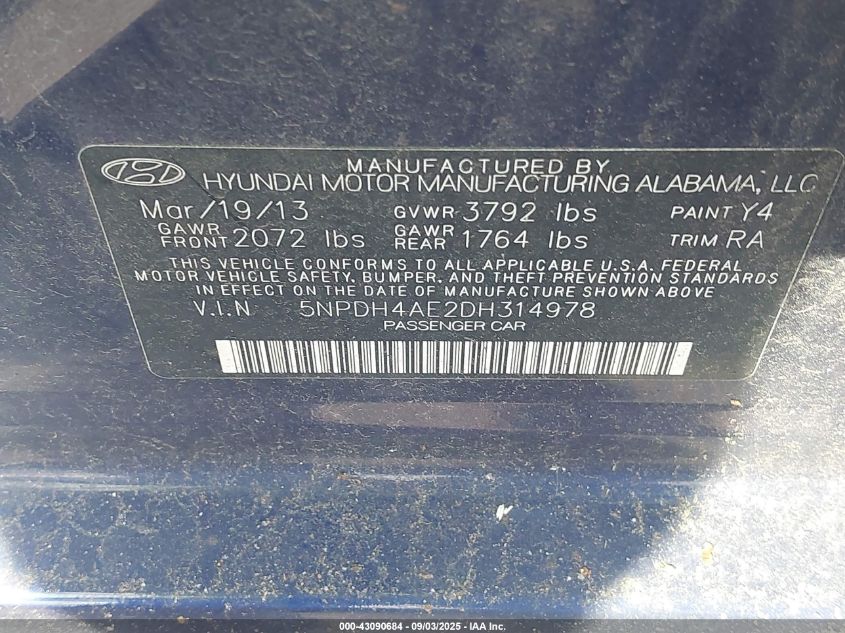 MANUFACTURED BY
HYUNDAI MOTOR MANUFACTURING ALABAMA, LLC
Mar/19/13 GVWR 3792 lbs PAINT Y4
GAWR FRONT 2072 lbs GAWR REAR 1764 lbs TRIM RA
THIS VEHICLE CONFORMS TO ALL APPLICABLE U.S.A. FEDERAL
MOTOR VEHICLE SAFETY, BUMPER, AND THEFT PREVENTION STANDARDS
IN EFFECT ON THE DATE OF MANUFACTURE SHOWN ABOVE
V.I.N 5NPDH4AE2DH314978
PASSENGER CAR
000-43090684 - 09/03/2025 - IAA Inc.